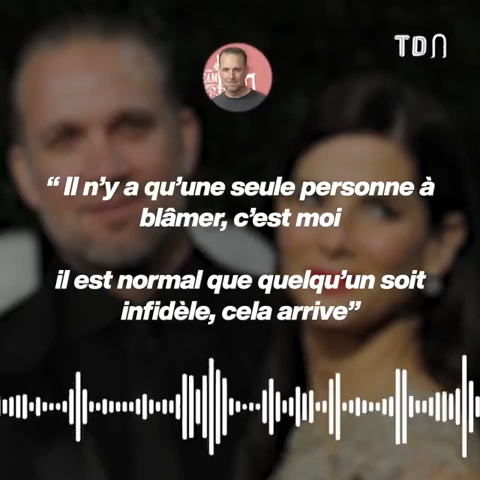 TDN
“ Il n’y a qu’une seule personne à
blâmer, c’est moi
il est normal que quelqu’un soit
infidèle, cela arrive”